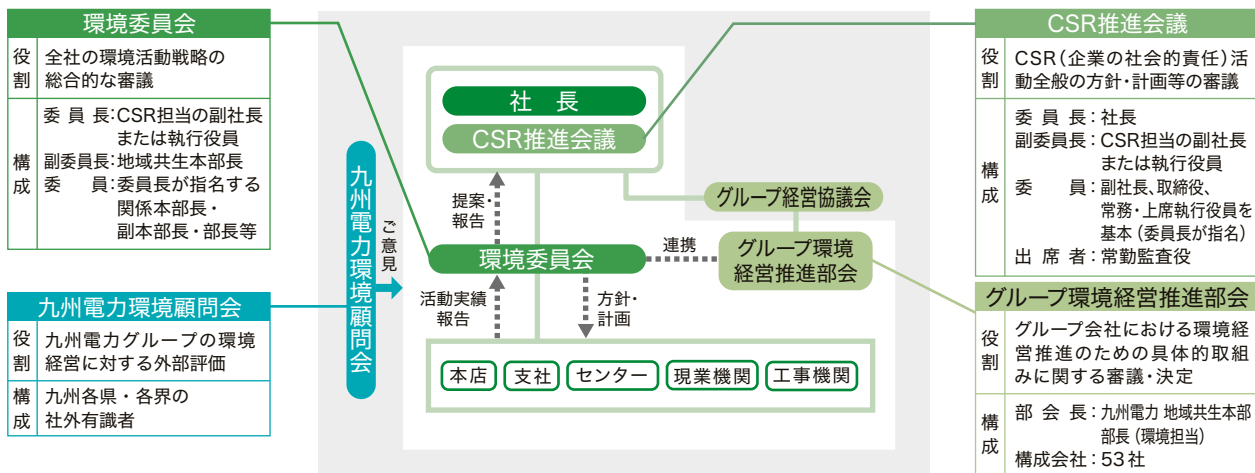 環境委員会
役割
全社の環境活動戦略の
総合的な審議
構成
委員長:CSR担当の副社長
または執行役員
副委員長:地域共生本部長
委員:委員長が指名する
関係本部長・
副本部長・部長等
九州電力環境顧問会
役割
九州電力グループの環境
経営に対する外部評価
構成
九州各県・各界の
社外有識者
九州電力環境顧問会
ご意見
社長
CSR推進会議
提案・
報告
グループ経営協議会
環境委員会
連携
グループ環境
経営推進部会
活動実績
報告
方針・
計画
本店
支社
センター
現業機関
工事機関
CSR推進会議
役割
CSR(企業の社会的責任)活
動全般の方針・計画等の審議
構成
委員長:社長
副委員長:CSR担当の副社長
または執行役員
委員:副社長、取締役、
常務・上席執行役員を
基本(委員長が指名)
出席者:常勤監査役
グループ環境経営推進部会
役割
グループ会社における環境経
営推進のための具体的取組
みに関する審議・決定
構成
部会長:九州電力 地域共生本部
部長(環境担当)
構成会社:53社